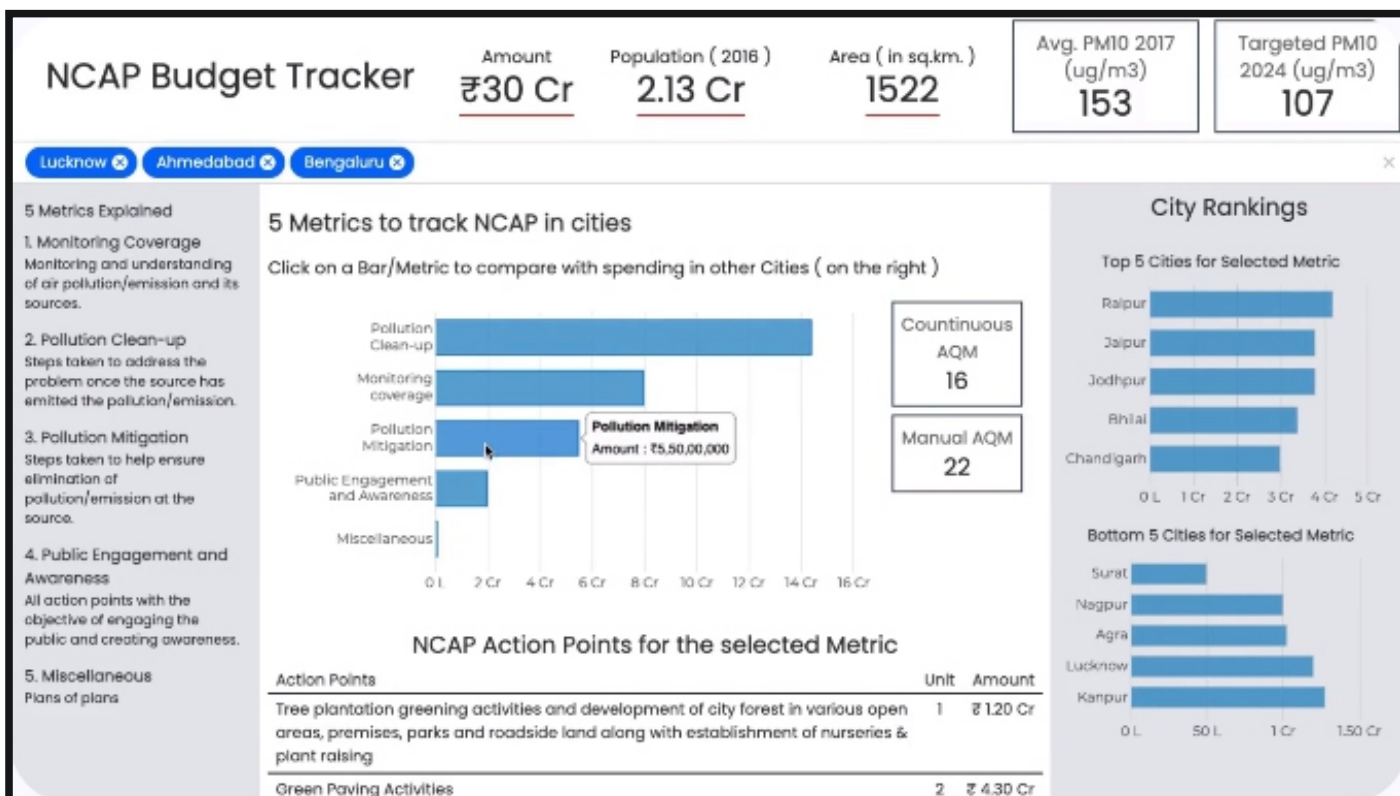 NCAP Budget Tracker
Amount
₹30 Cr
Population ( 2016 )
2.13 Cr
Area ( in sq.km. )
1522
Avg. PM10 2017
(ug/m3)
153
Targeted PM10
2024 (ug/m3)
107
Lucknow
Ahmedabad
Bengaluru
5 Metrics Explained
1. Monitoring Coverage
Monitoring and understanding
of air pollution/emission and its
sources.
2. Pollution Clean-up
Steps taken to address the
problem once the source has
emitted the pollution/emission.
3. Pollution Mitigation
Steps taken to help ensure
elimination of
pollution/emission at the
source.
4. Public Engagement and
Awareness
All action points with the
objective of engaging the
public and creating awareness.
5. Miscellaneous
Plans of plans
5 Metrics to track NCAP in cities
Click on a Bar/Metric to compare with spending in other Cities ( on the right )
Pollution
Clean-up
Monitoring
coverage
Pollution
Mitigation
Public Engagement
and Awareness
Miscellaneous
0 L 2 Cr 4 Cr 6 Cr 8 Cr 10 Cr 12 Cr 14 Cr 16 Cr
Pollution Mitigation
Amount : ₹5,50,00,000
Countinuous
AQM
16
Manual AQM
22
NCAP Action Points for the selected Metric
Action Points Unit Amount
Tree plantation greening activities and development of city forest in various open 1 ₹ 1.20 Cr
areas, premises, parks and roadside land along with establishment of nurseries &
plant raising
Green Paving Activities 2 ₹ 4.30 Cr
City Rankings
Top 5 Cities for Selected Metric
Raipur
Jaipur
Jodhpur
Bhilai
Chandigarh
0 L 1 Cr 2 Cr 3 Cr 4 Cr 5 Cr
Bottom 5 Cities for Selected Metric
Surat
Nagpur
Agra
Lucknow
Kanpur
0 L 50 L 1 Cr 1.50 Cr